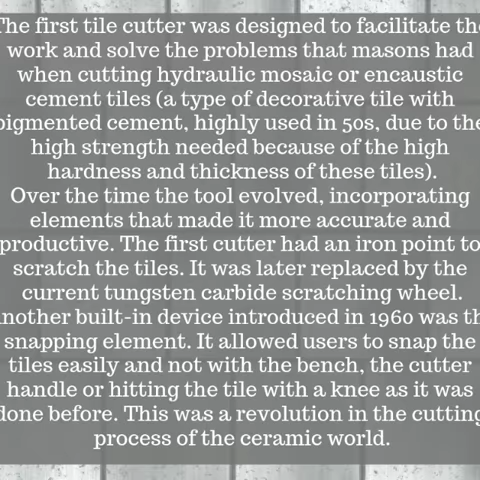 The first tile cutter was designed to facilitate the
work and solve the problems that masons had
when cutting hydraulic mosaic or encaustic
cement tiles (a type of decorative tile with
pigmented cement, highly used in 50s, due to the
high strength needed because of the high
hardness and thickness of these tiles).
Over the time the tool evolved, incorporating
elements that made it more accurate and
productive. The first cutter had an iron point to
scratch the tiles. It was later replaced by the
current tungsten carbide scratching wheel.
Another built-in device introduced in 1960 was the
snapping element. It allowed users to snap the
tiles easily and not with the bench, the cutter
handle or hitting the tile with a knee as it was
done before. This was a revolution in the cutting
process of the ceramic world.